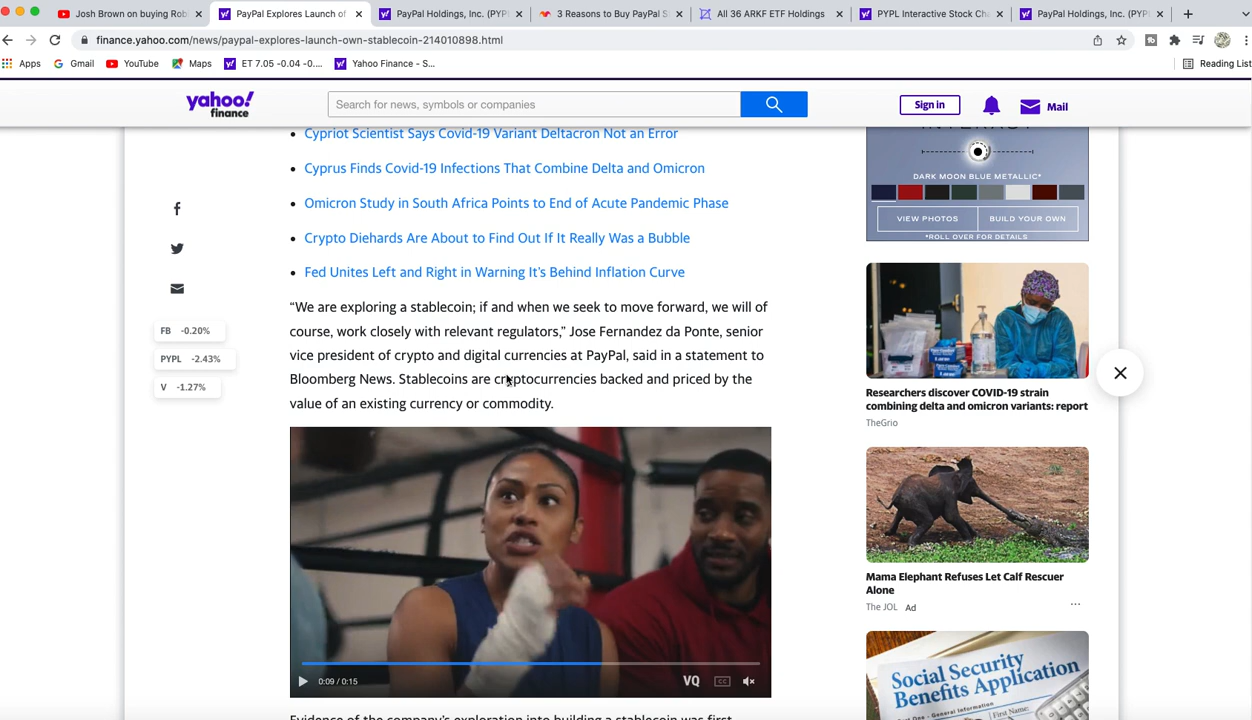 Josh Brown on buying Rob
PayPal Explores Launch of
PayPal Holdings, Inc. (PYP
3 Reasons to Buy PayPal S
All 36 ARKF ETF Holdings
PYPL Interactive Stock Cha
PayPal Holdings, Inc. (PYP
finance.yahoo.com/news/paypal-explores-launch-own-stablecoin-214010898.html
Apps
Gmail
YouTube
Maps
ET 7.05 -0.04 -0....
Yahoo Finance - S...
Reading List
yahoo!
finance
Search for news, symbols or companies
Sign in
Mail
Cypriot Scientist Says Covid-19 Variant Deltacron Not an Error
Cyprus Finds Covid-19 Infections That Combine Delta and Omicron
Omicron Study in South Africa Points to End of Acute Pandemic Phase
Crypto Diehards Are About to Find Out If It Really Was a Bubble
Fed Unites Left and Right in Warning It's Behind Inflation Curve
FB -0.20%
PYPL -2.43%
V -1.27%
“We are exploring a stablecoin; if and when we seek to move forward, we will of
course, work closely with relevant regulators,” Jose Fernandez da Ponte, senior
vice president of crypto and digital currencies at PayPal, said in a statement to
Bloomberg News. Stablecoins are cryptocurrencies backed and priced by the
value of an existing currency or commodity.
0:09 / 0:15
VQ
CC
Evidence of the company's exploration into building a stablecoin was first
DARK MOON BLUE METALLIC*
VIEW PHOTOS
BUILD YOUR OWN
*ROLL OVER FOR DETAILS
Researchers discover COVID-19 strain
combining delta and omicron variants: report
TheGrio
Mama Elephant Refuses Let Calf Rescuer
Alone
The JOL Ad
Social Security
Benefits Application